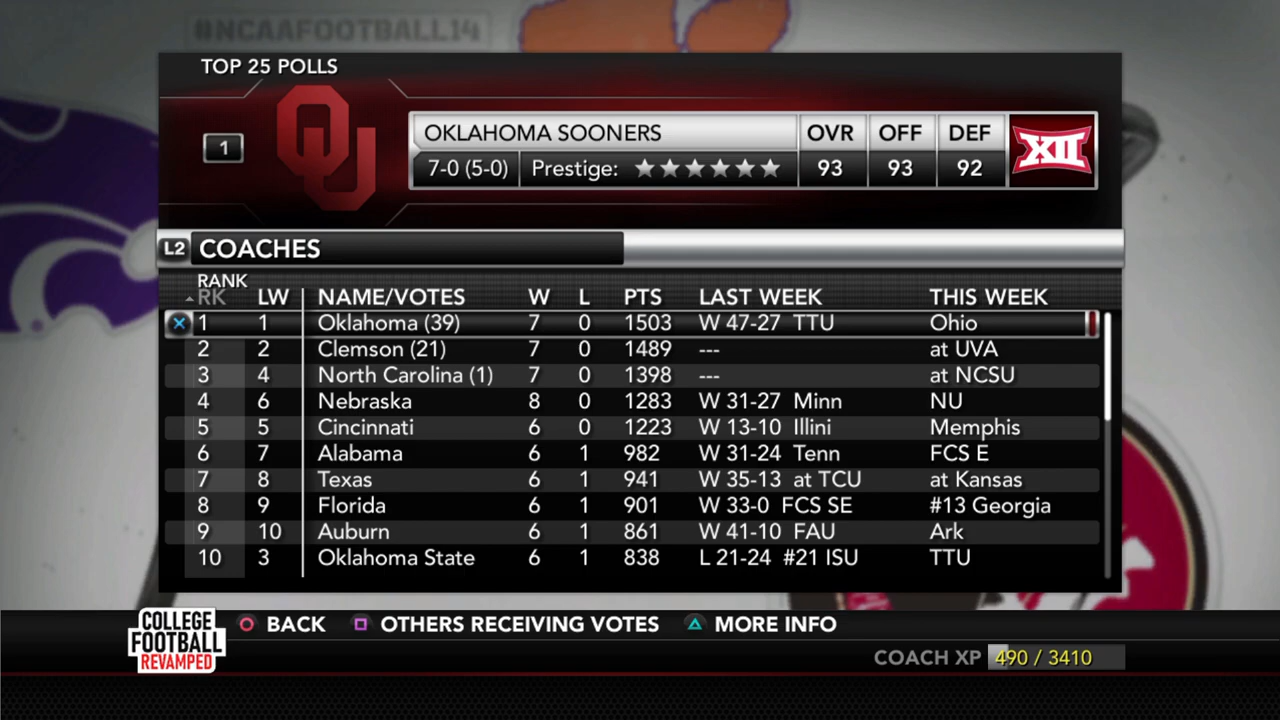 #NCAAFOOTBALL14
TOP 25 POLLS
1 OU OKLAHOMA SOONERS OVR OFF DEF XII
7-0 (5-0) Prestige: ★★★★★★ 93 93 92
L2 COACHES
RANK
RK LW NAME/VOTES W L PTS LAST WEEK THIS WEEK
1 1 Oklahoma (39) 7 0 1503 W 47-27 TTU Ohio
2 2 Clemson (21) 7 0 1489 --- at UVA
3 4 North Carolina (1) 7 0 1398 --- at NCSU
4 6 Nebraska 8 0 1283 W 31-27 Minn NU
5 5 Cincinnati 6 0 1223 W 13-10 Illini Memphis
6 7 Alabama 6 1 982 W 31-24 Tenn FCS E
7 8 Texas 6 1 941 W 35-13 at TCU at Kansas
8 9 Florida 6 1 901 W 33-0 FCS SE #13 Georgia
9 10 Auburn 6 1 861 W 41-10 FAU Ark
10 3 Oklahoma State 6 1 838 L 21-24 #21 ISU TTU
COLLEGE
FOOTBALL
REVAMPED
BACK OTHERS RECEIVING VOTES MORE INFO
COACH XP 490 / 3410